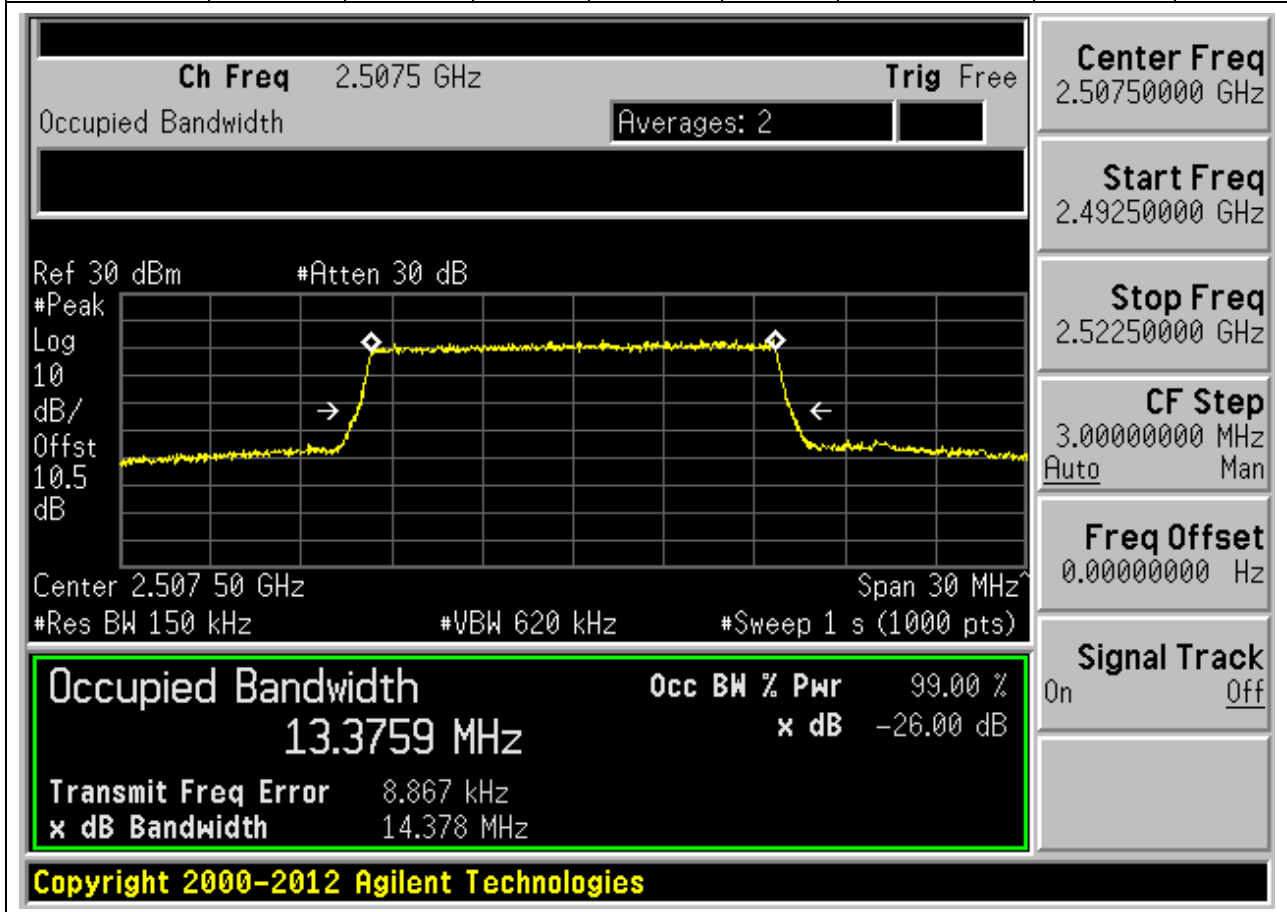 Ch Freq 2.5075 GHz Trig Free
Occupied Bandwidth Averages: 2
Ref 30 dBm #Atten 30 dB
#Peak
Log
10
dB/
Offst
10.5
dB
Center 2.507 50 GHz Span 30 MHz^
#Res BW 150 kHz #VBW 620 kHz #Sweep 1 s (1000 pts)
Occupied Bandwidth Occ BW % Pwr 99.00 %
13.3759 MHz x dB -26.00 dB
Transmit Freq Error 8.867 kHz
x dB Bandwidth 14.378 MHz
Copyright 2000-2012 Agilent Technologies
Center Freq
2.50750000 GHz
Start Freq
2.49250000 GHz
Stop Freq
2.52250000 GHz
CF Step
3.00000000 MHz
Auto Man
Freq Offset
0.00000000 Hz
Signal Track
On Off